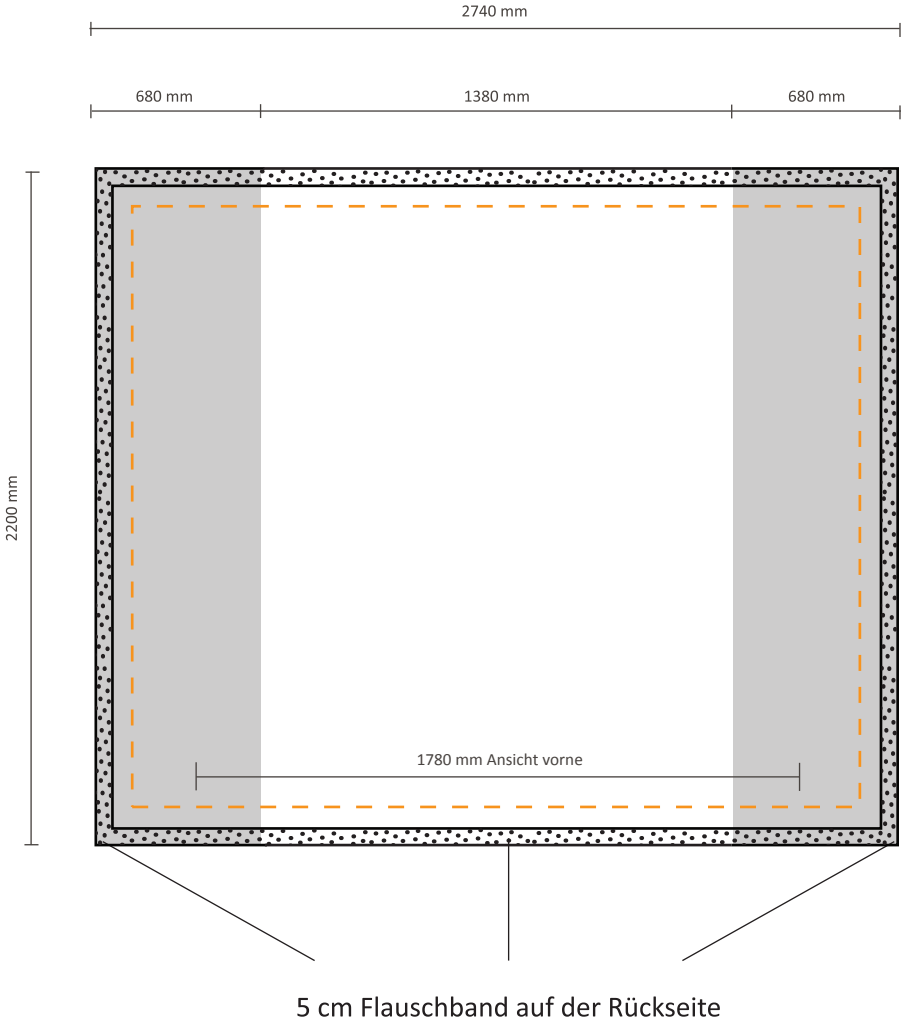 2740 mm
680 mm
1380 mm
680 mm
2200 mm
1780 mm Ansicht vorne
5 cm Flauschband auf der Rückseite